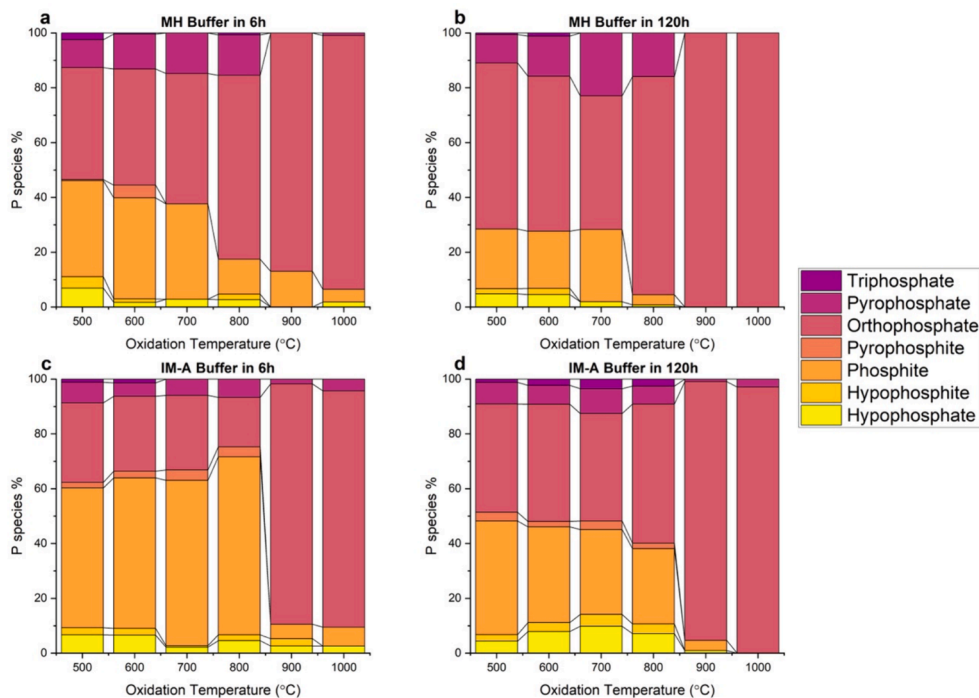 a
MH Buffer in 6h
100
80
60
40
20
0
P species %
500 600 700 800 900 1000
Oxidation Temperature (°C)
b
MH Buffer in 120h
100
80
60
40
20
0
P species %
500 600 700 800 900 1000
Oxidation Temperature (°C)
Triphosphate
Pyrophosphate
Orthophosphate
Pyrophosphite
Phosphite
Hypophosphite
Hypophosphate
c
IM-A Buffer in 6h
100
80
60
40
20
0
P species %
500 600 700 800 900 1000
Oxidation Temperature (°C)
d
IM-A Buffer in 120h
100
80
60
40
20
0
P species %
500 600 700 800 900 1000
Oxidation Temperature (°C)